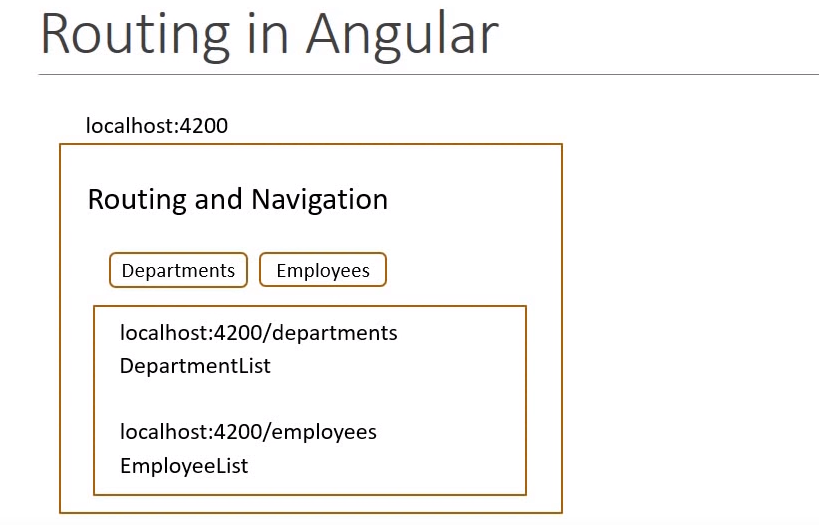 Routing in Angular
localhost:4200
Routing and Navigation
Departments Employees
localhost:4200/departments
DepartmentList
localhost:4200/employees
EmployeeList